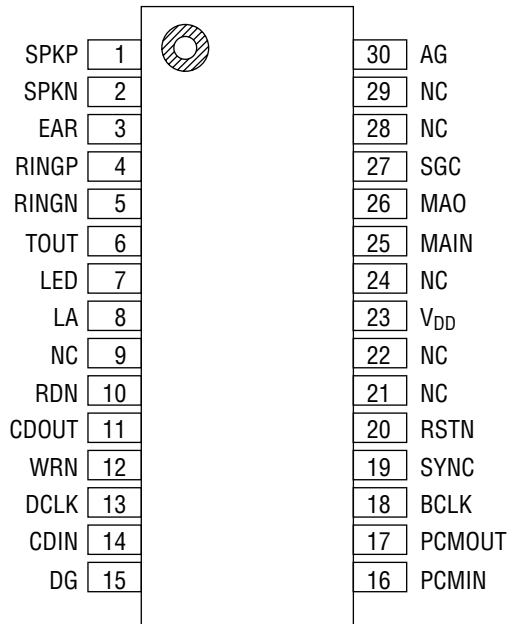 SPKP 1 30 AG
SPKN 2 29 NC
EAR 3 28 NC
RINGP 4 27 SGC
RINGN 5 26 MAO
TOUT 6 25 MAIN
LED 7 24 NC
LA 8 23 VDD
NC 9 22 NC
RDN 10 21 NC
CDOUT 11 20 RSTN
WRN 12 19 SYNC
DCLK 13 18 BCLK
CDIN 14 17 PCMOUT
DG 15 16 PCMIN